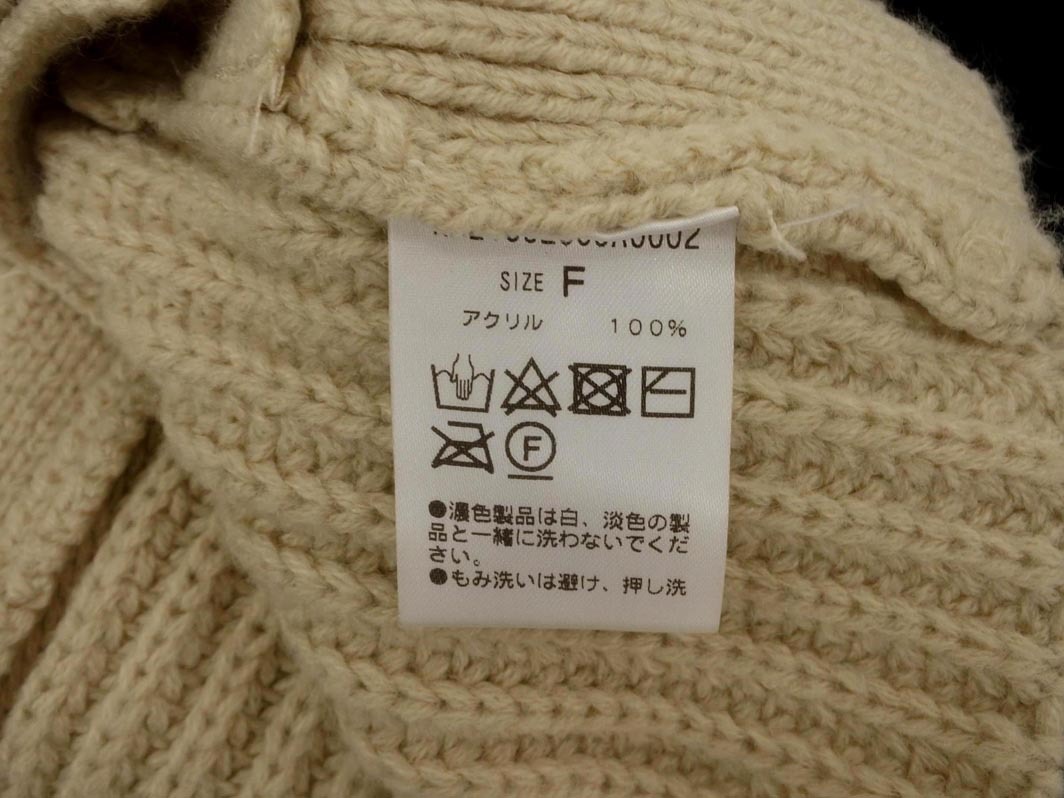 SIZE F
アクリル 100%
F
●濃色製品は白、淡色の製
品と一緒に洗わないでくだ
さい。
●もみ洗いは避け、押し洗